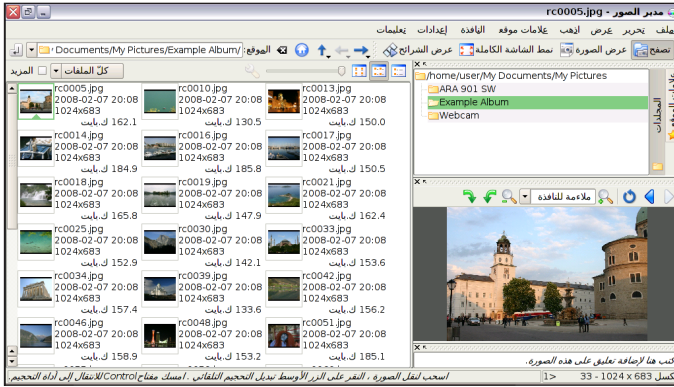 مدير الصور - rc0005.jpg
ملف تحرير عرض اذهب علامات موقع النافذة إعدادات تعليمات
تصفح عرض الصورة نمط الشاشة الكاملة عرض الشرائح
الموقع: Documents/My Pictures/Example Album/
كلّ الملفات المزيد
علامات الموقع
المجلدات
/home/user/My Documents/My Pictures
ARA 901 SW
Example Album
Webcam
ملاءمة للنافذة
rc0005.jpg
2008-02-07 20:08
1024x683
162.1 ك.بايت
rc0010.jpg
2008-02-07 20:08
1024x683
130.5 ك.بايت
rc0013.jpg
2008-02-07 20:08
1024x683
150.0 ك.بايت
rc0014.jpg
2008-02-07 20:08
1024x683
184.9 ك.بايت
rc0016.jpg
2008-02-07 20:08
1024x683
185.8 ك.بايت
rc0017.jpg
2008-02-07 20:08
1024x683
150.5 ك.بايت
rc0018.jpg
2008-02-07 20:08
1024x683
165.8 ك.بايت
rc0019.jpg
2008-02-07 20:08
1024x683
147.9 ك.بايت
rc0021.jpg
2008-02-07 20:08
1024x683
162.4 ك.بايت
rc0025.jpg
2008-02-07 20:08
1024x683
152.9 ك.بايت
rc0030.jpg
2008-02-07 20:08
1024x683
142.1 ك.بايت
rc0033.jpg
2008-02-07 20:08
1024x683
153.6 ك.بايت
rc0034.jpg
2008-02-07 20:08
1024x683
157.4 ك.بايت
rc0039.jpg
2008-02-07 20:08
1024x683
133.6 ك.بايت
rc0042.jpg
2008-02-07 20:08
1024x683
156.2 ك.بايت
rc0046.jpg
2008-02-07 20:08
1024x683
158.9 ك.بايت
rc0048.jpg
2008-02-07 20:08
1024x683
153.2 ك.بايت
rc0051.jpg
2008-02-07 20:08
1024x683
185.1 ك.بايت
كتب هنا لإضافة تعليق على هذه الصورة.
33 - 1024 x 683 كسل
1>
اسحب لنقل الصورة ، النقر على الزر الأوسط تبديل التحجيم التلقائي . امسك مفتاح Control للانتقال إلى أداة التحجيم.